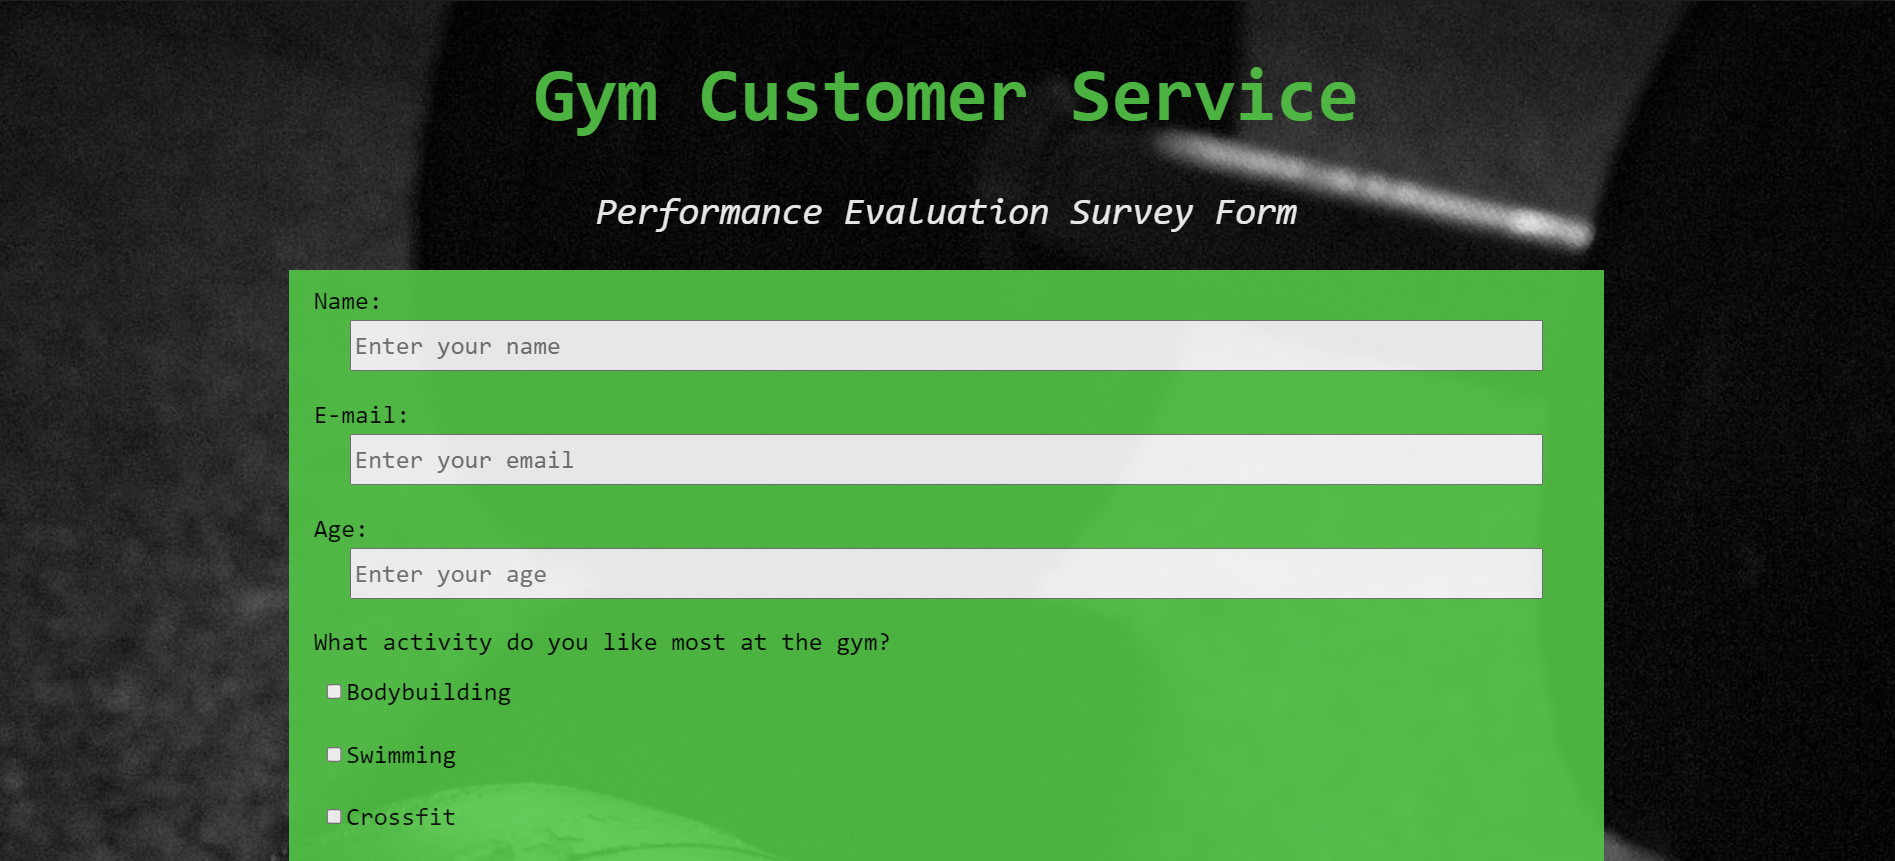 Gym Customer Service
Performance Evaluation Survey Form
Name:
Enter your name
E-mail:
Enter your email
Age:
Enter your age
What activity do you like most at the gym?
Bodybuilding
Swimming
Crossfit